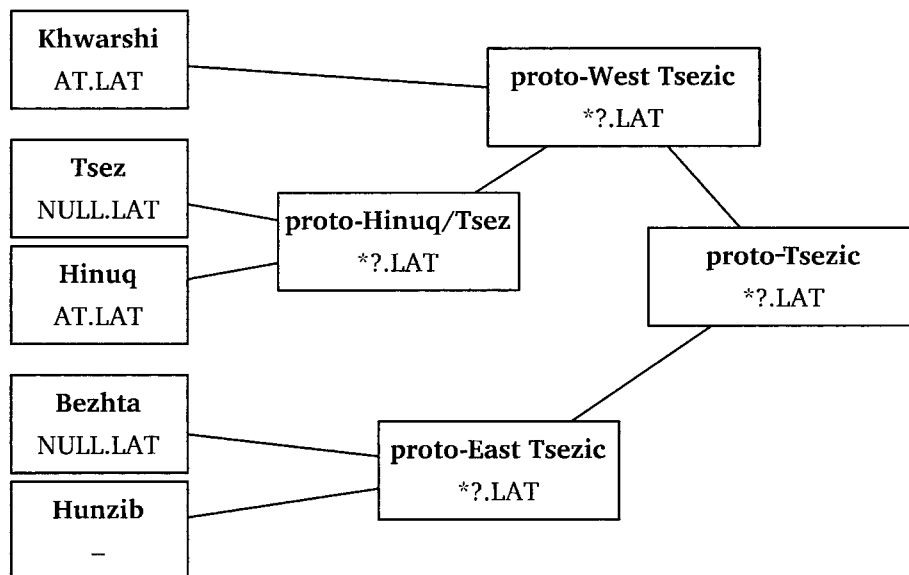 Khwarshi
AT.LAT
proto-West Tsezic
*?.LAT
Tsez
NULL.LAT
proto-Hinuq/Tsez
*?.LAT
Hinuq
AT.LAT
proto-Tsezic
*?.LAT
Bezhta
NULL.LAT
proto-East Tsezic
*?.LAT
Hunzib
–